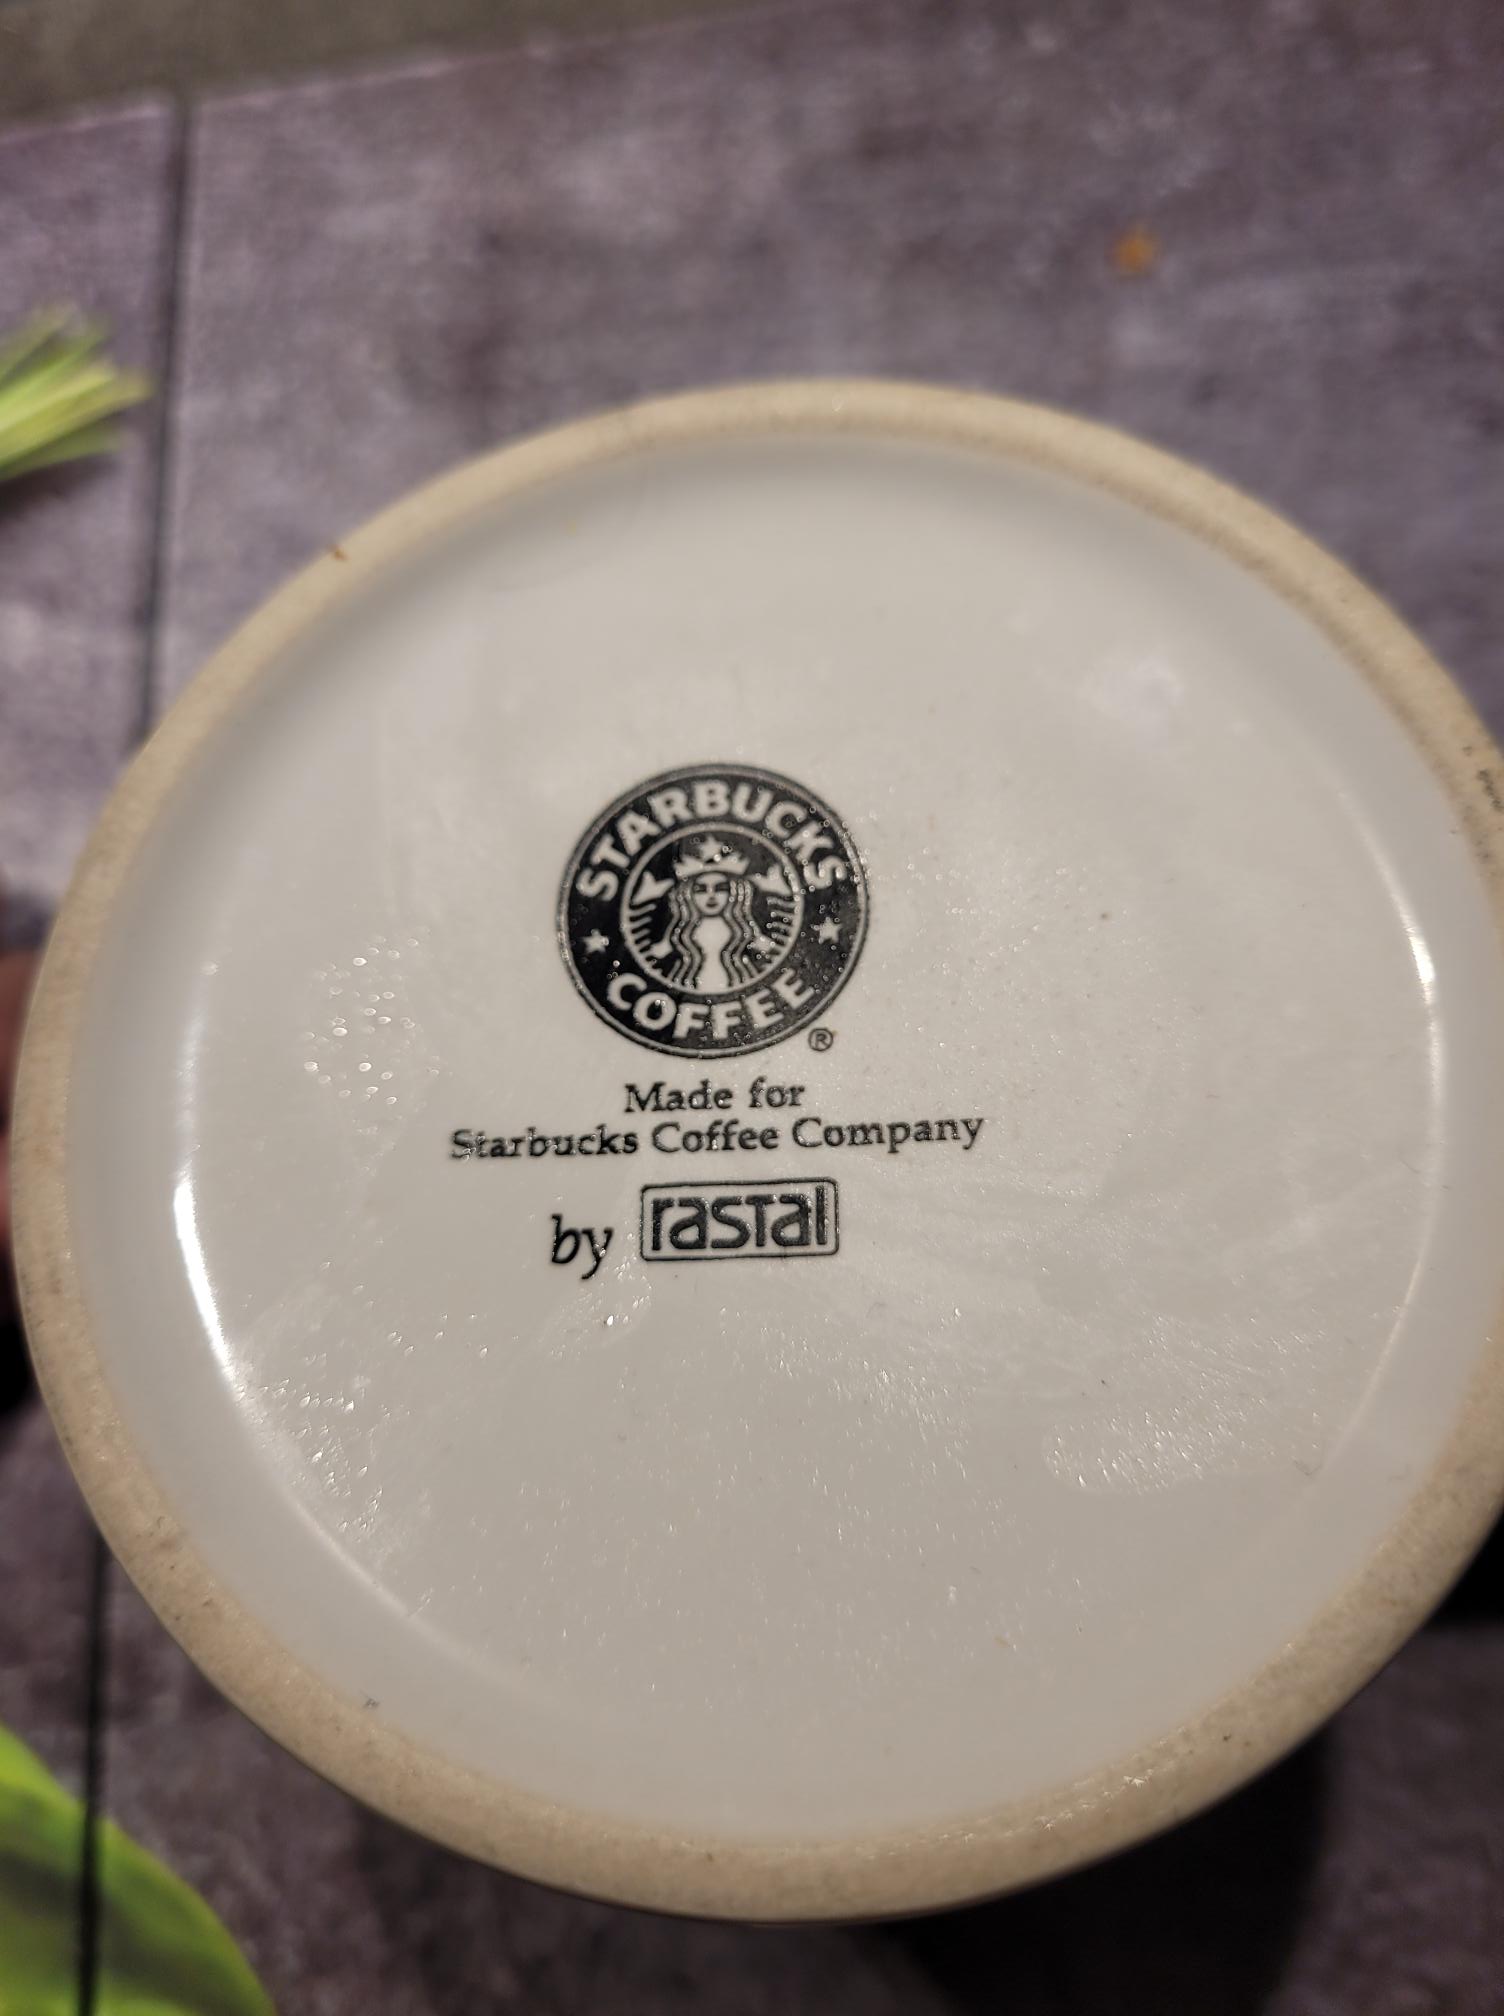 STARBUCKS
COFFEE
®
Made for
Starbucks Coffee Company
by rastal